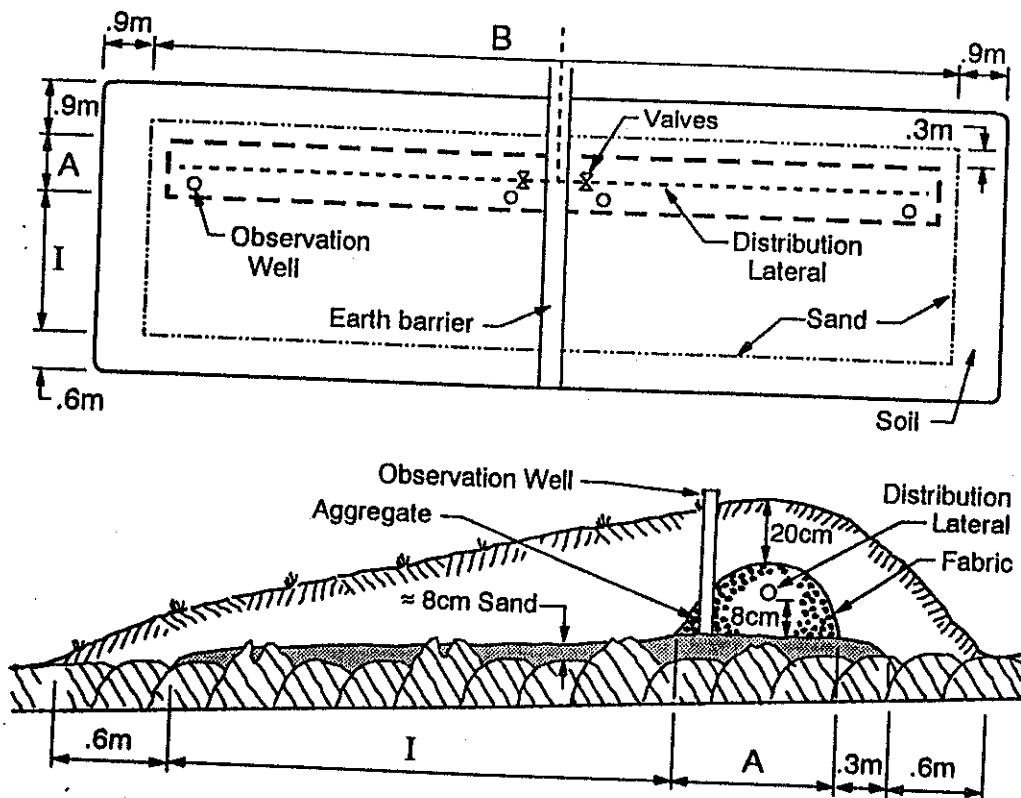 .9m
B
.9m
.9m
Valves
.3m
A
Observation
Well
Distribution
Lateral
I
Earth barrier
Sand
.6m
Soil
Observation Well
Distribution
Lateral
Aggregate
20cm
Fabric
≈ 8cm Sand
8cm
.6m
I
A
.3m
.6m